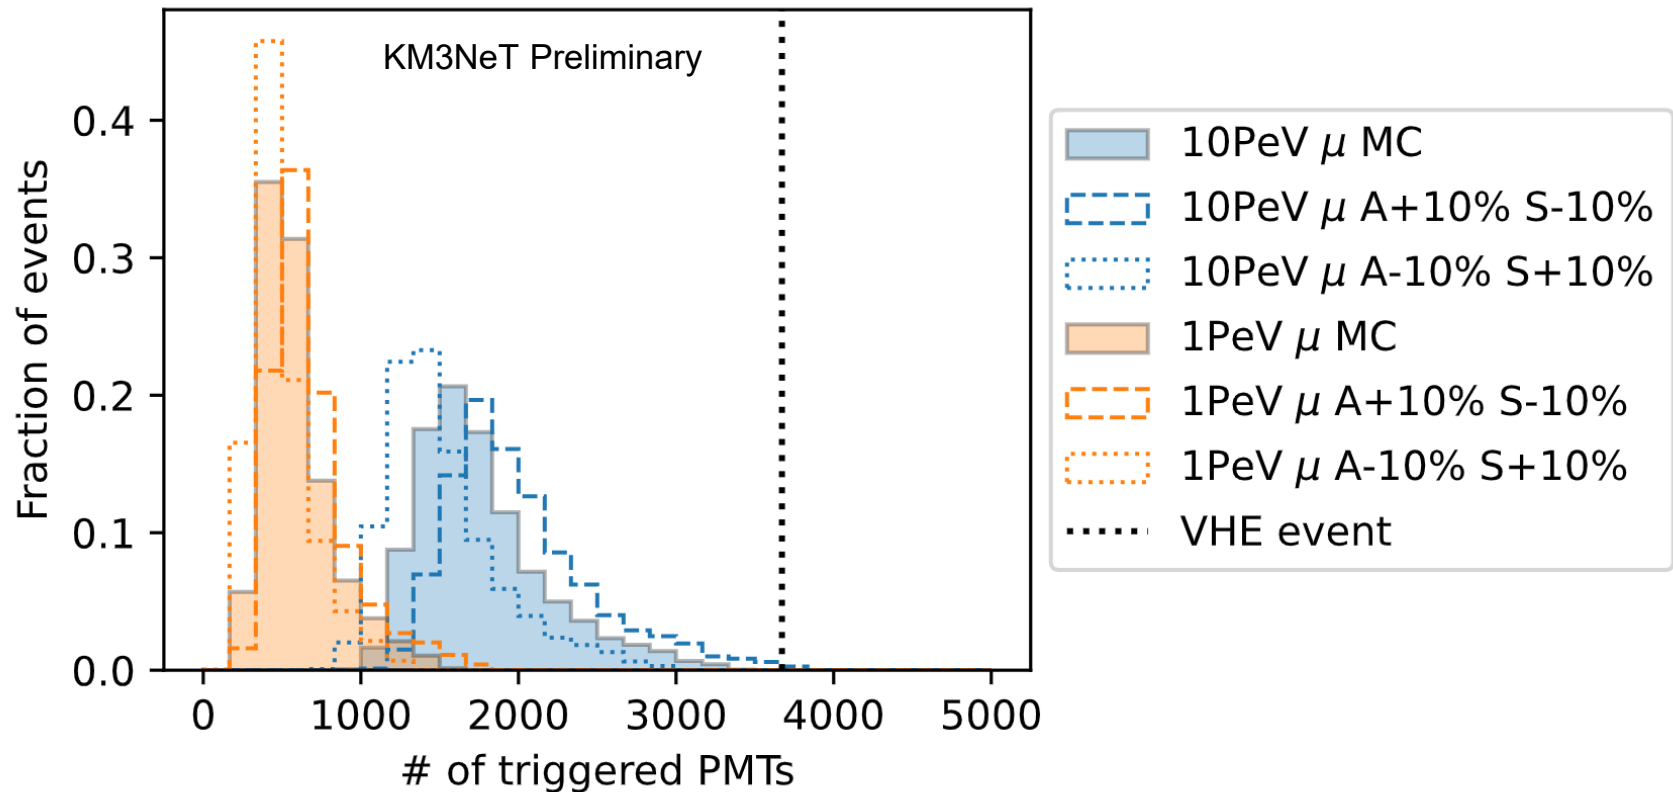 KM3NeT Preliminary
Fraction of events
0.4
0.3
0.2
0.1
0.0
0 1000 2000 3000 4000 5000
# of triggered PMTs
10PeV μ MC
10PeV μ A+10% S-10%
10PeV μ A-10% S+10%
1PeV μ MC
1PeV μ A+10% S-10%
1PeV μ A-10% S+10%
VHE event